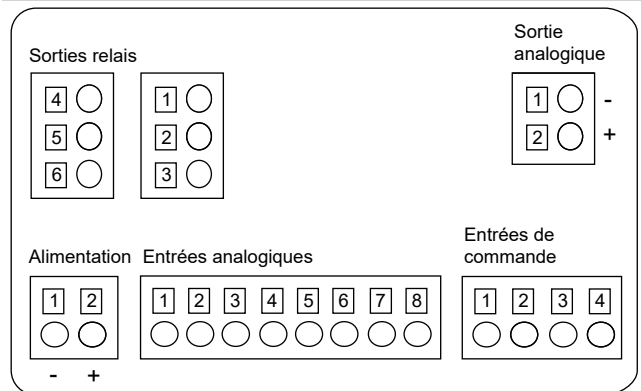 Sortie
analogique
Sorties relais
4 1 1 -
5 2 2 +
6 3
Entrées de
commande
Alimentation Entrées analogiques
1 2 1 2 3 4 5 6 7 8 1 2 3 4
- +